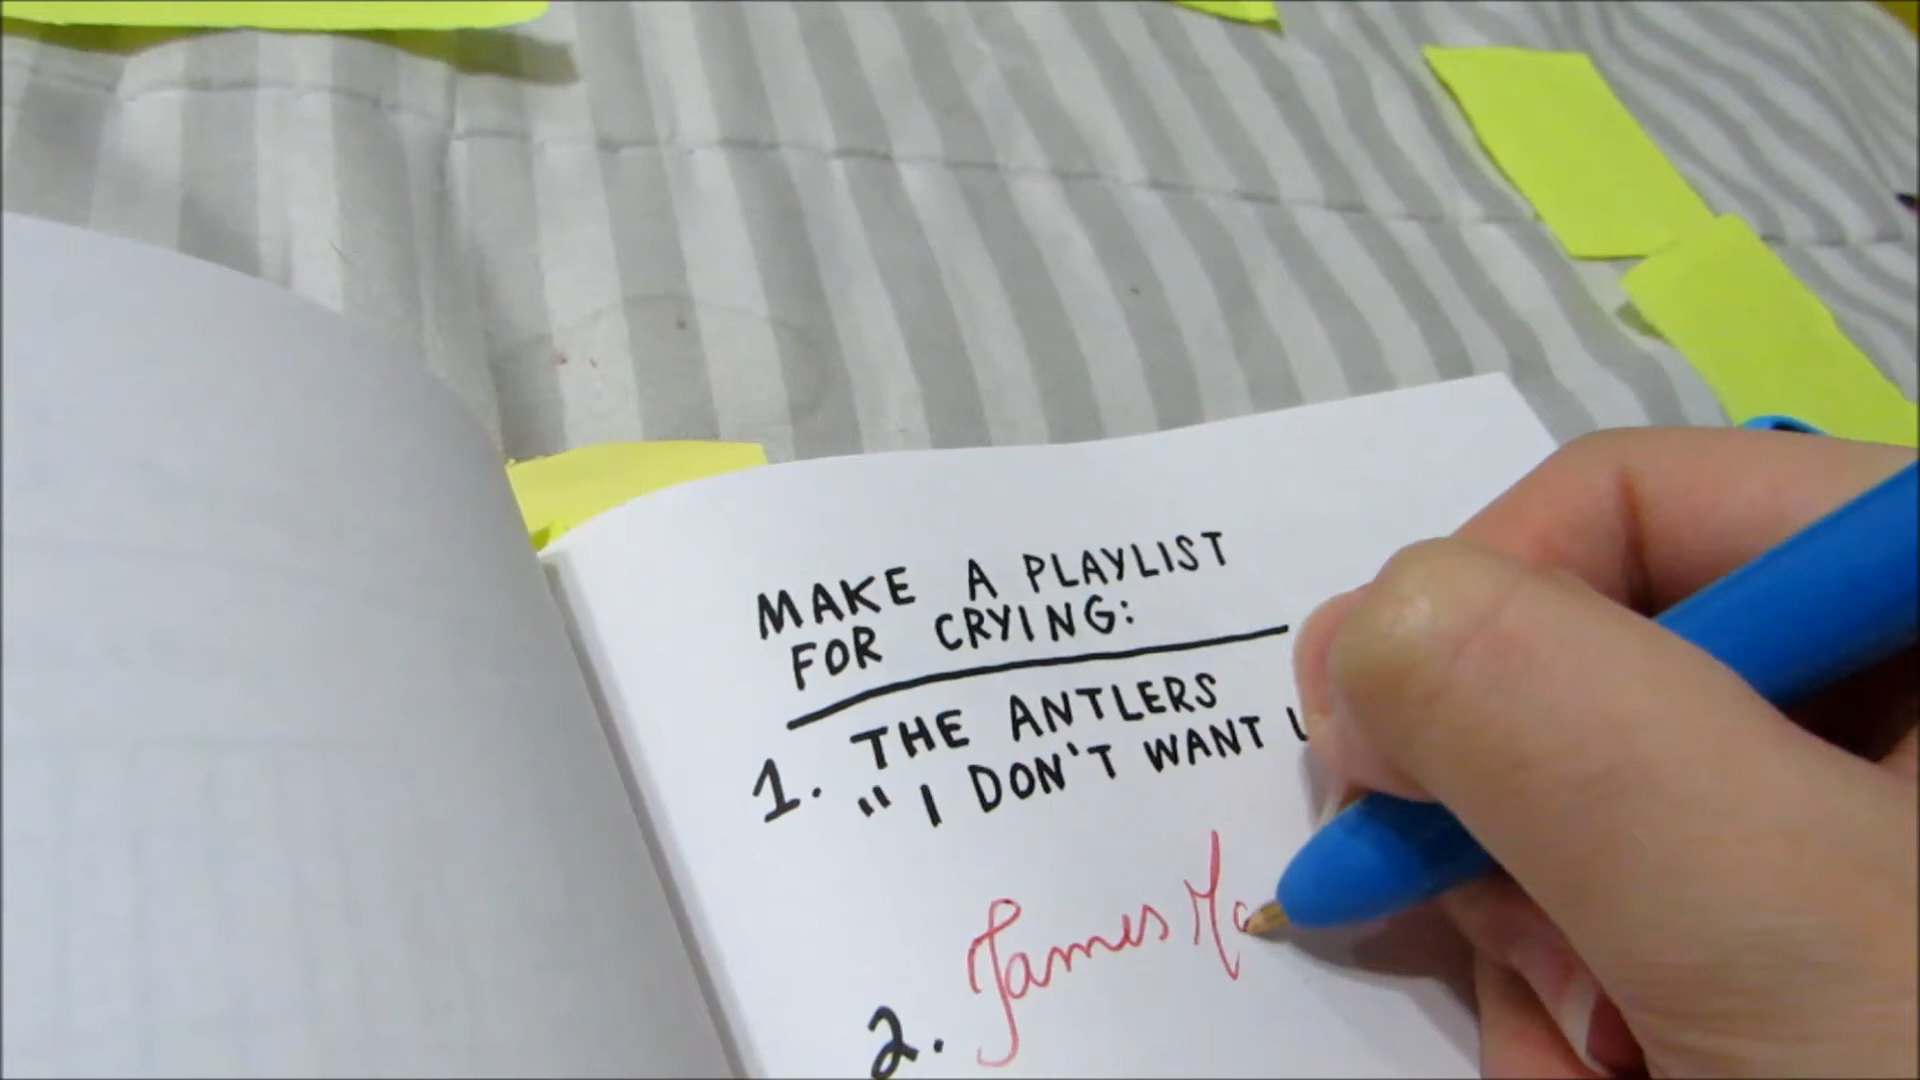 MAKE A PLAYLIST
FOR CRYING:
1. THE ANTLERS
" I DON'T WANT
2. James